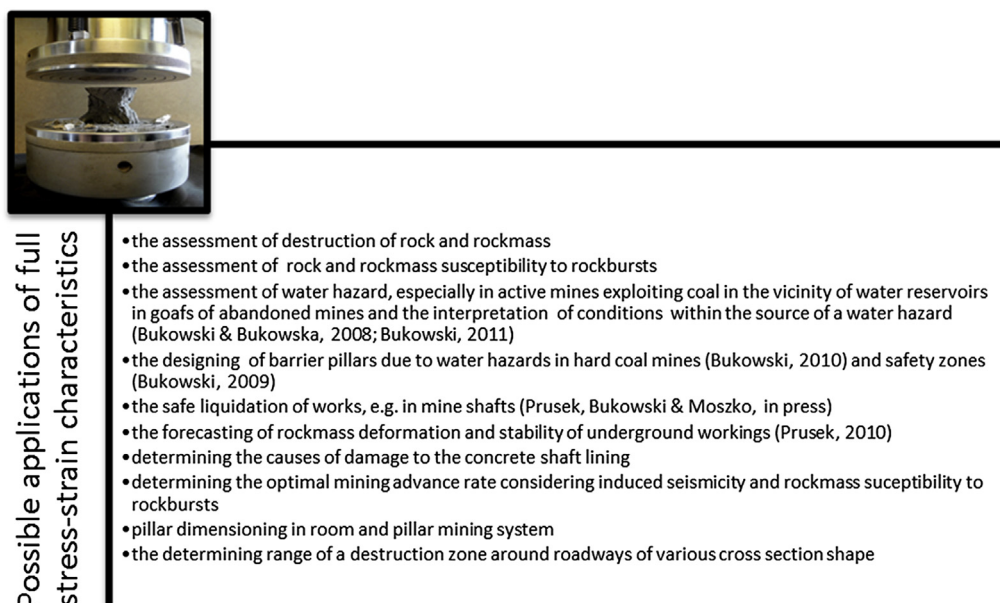 Possible applications of full
stress-strain characteristics
•the assessment of destruction of rock and rockmass
•the assessment of rock and rockmass susceptibility to rockbursts
•the assessment of water hazard, especially in active mines exploiting coal in the vicinity of water reservoirs
in goafs of abandoned mines and the interpretation of conditions within the source of a water hazard
(Bukowski & Bukowska, 2008; Bukowski, 2011)
•the designing of barrier pillars due to water hazards in hard coal mines (Bukowski, 2010) and safety zones
(Bukowski, 2009)
•the safe liquidation of works, e.g. in mine shafts (Prusek, Bukowski & Moszko, in press)
•the forecasting of rockmass deformation and stability of underground workings (Prusek, 2010)
•determining the causes of damage to the concrete shaft lining
•determining the optimal mining advance rate considering induced seismicity and rockmass suceptibility to
rockbursts
•pillar dimensioning in room and pillar mining system
•the determining range of a destruction zone around roadways of various cross section shape